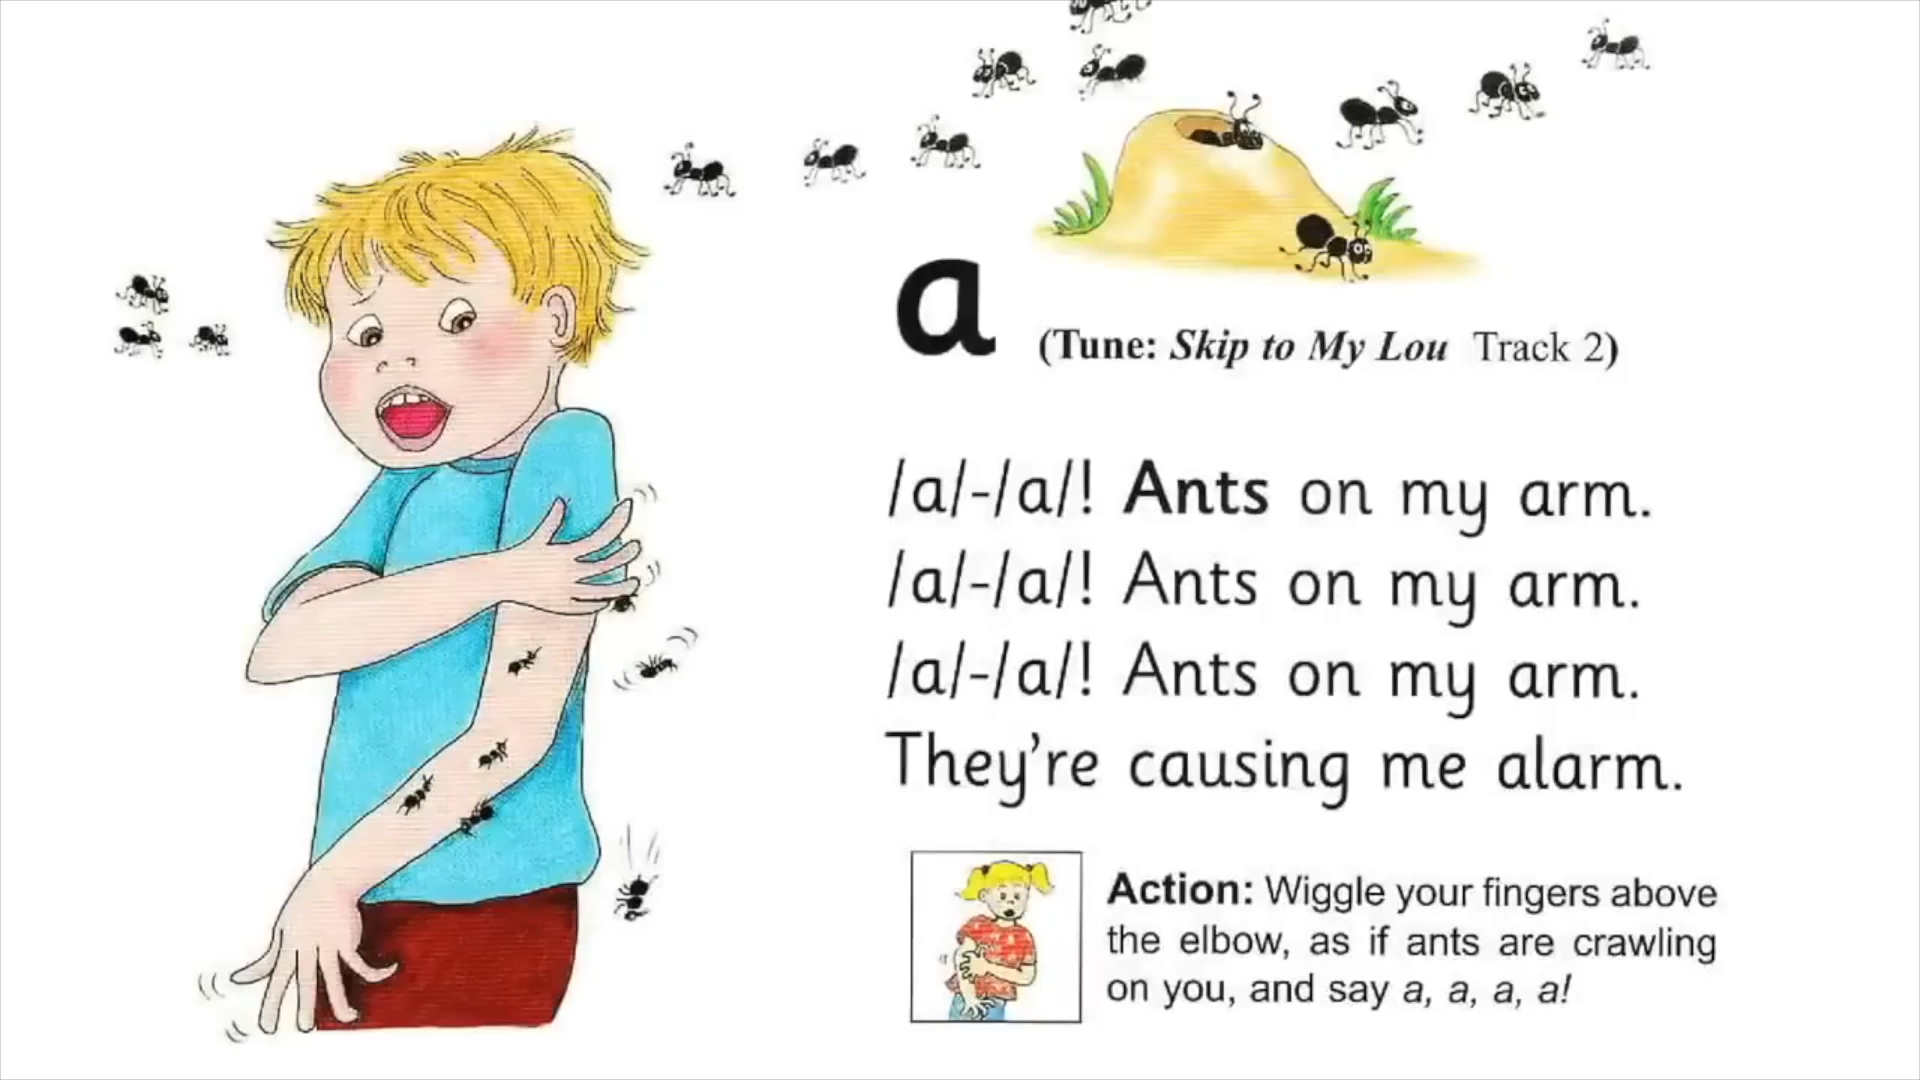 a
(Tune: Skip to My Lou Track 2)
/a/-/a/! Ants on my arm.
/a/-/a/! Ants on my arm.
/a/-/a/! Ants on my arm.
They're causing me alarm.
Action: Wiggle your fingers above
the elbow, as if ants are crawling
on you, and say a, a, a, a!